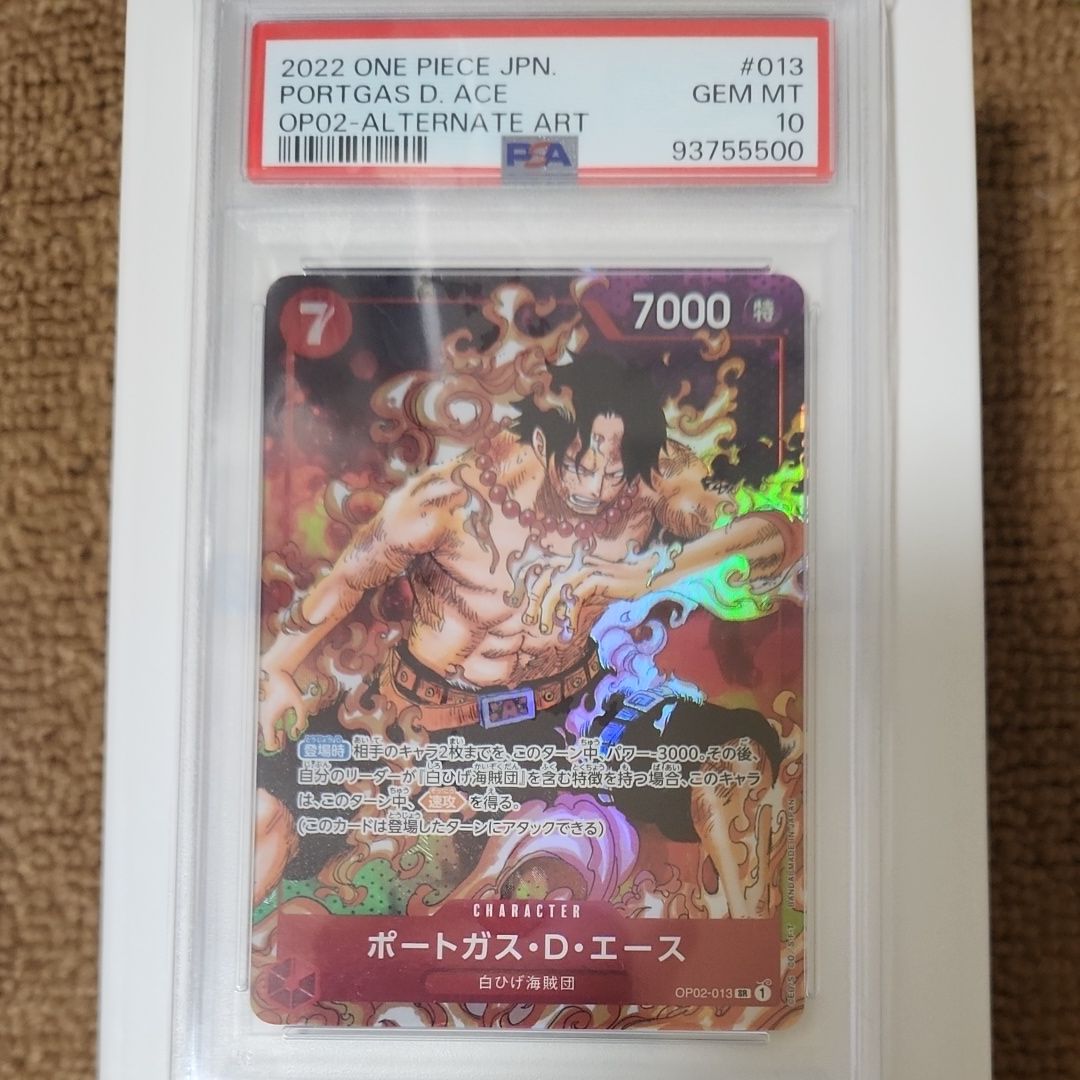 2022 ONE PIECE JPN. #013
PORTGAS D. ACE GEM MT
OP02-ALTERNATE ART 10
PSA 93755500
7 7000 特
登場時 相手のキャラ2枚までを、このターン中、パワー-3000。その後、
自分のリーダーが『白ひげ海賊団』を含む特徴を持つ場合、このキャラ
は、このターン中、速攻を得る。
(このカードは登場したターンにアタックできる)
CHARACTER
ポートガス・D・エース
白ひげ海賊団
OP02-013 SR 1
BANDAI MADE IN JAPAN
A